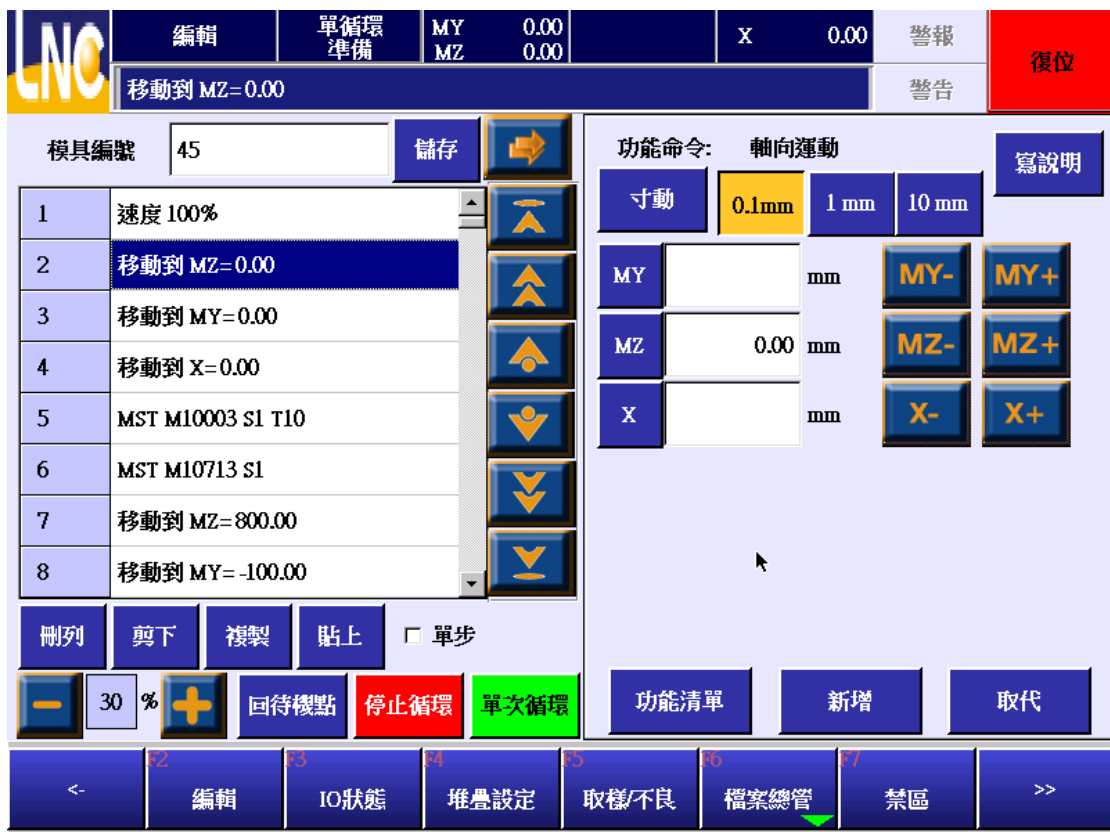 LNC
編輯
單循環
準備
MY 0.00
MZ 0.00
X 0.00
警報
復位
移動到 MZ=0.00
警告
模具編號 45 儲存
功能命令: 軸向運動
寫說明
寸動 0.1mm 1 mm 10 mm
1 速度 100%
2 移動到 MZ=0.00
3 移動到 MY=0.00
4 移動到 X=0.00
5 MST M10003 S1 T10
6 MST M10713 S1
7 移動到 MZ=800.00
8 移動到 MY=-100.00
MY mm MY- MY+
MZ 0.00 mm MZ- MZ+
X mm X- X+
刪列 剪下 複製 貼上 單步
30 % 回待機點 停止循環 單次循環
功能清單 新增 取代
<-
F2 編輯
F3 IO狀態
F4 堆疊設定
F5 取樣/不良
F6 檔案總管
F7 禁區
>>